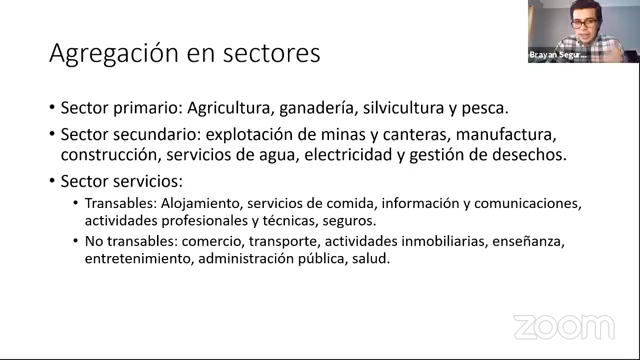 Agregación en sectores
• Sector primario: Agricultura, ganadería, silvicultura y pesca.
• Sector secundario: explotación de minas y canteras, manufactura,
construcción, servicios de agua, electricidad y gestión de desechos.
• Sector servicios:
• Transables: Alojamiento, servicios de comida, información y comunicaciones,
actividades profesionales y técnicas, seguros.
• No transables: comercio, transporte, actividades inmobiliarias, enseñanza,
entretenimiento, administración pública, salud.
Brayan Segur...
zoom